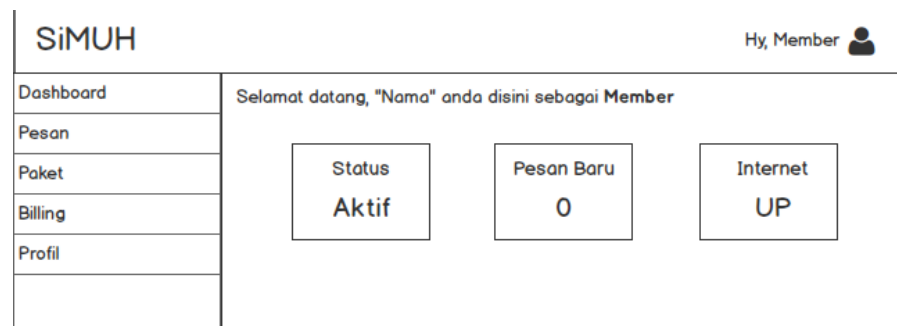 SiMUH
Hy, Member
Dashboard
Pesan
Paket
Billing
Profil
Selamat datang, "Nama" anda disini sebagai Member
Status
Aktif
Pesan Baru
0
Internet
UP